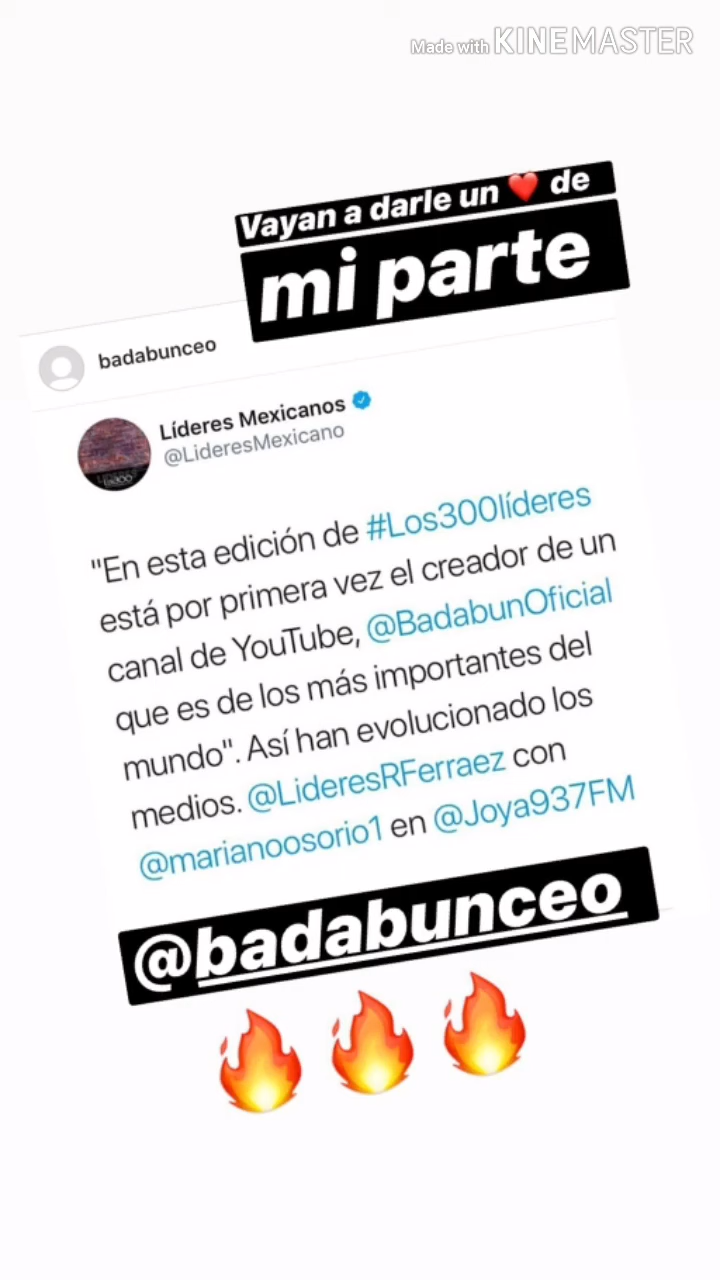 Made with KINEMASTER
Vayan a darle un ❤️ de
mi parte
badabunceo
Líderes Mexicanos
@LideresMexicano
"En esta edición de #Los300líderes
está por primera vez el creador de un
canal de YouTube, @BadabunOficial
que es de los más importantes del
mundo". Así han evolucionado los
medios. @LideresRFerraez con
@marianoosorio1 en @Joya937FM
@badabunceo
🔥🔥🔥